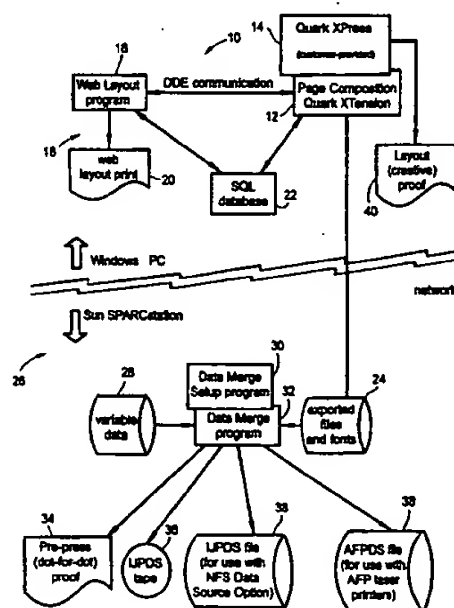 14
Quark XPress
(customer-provided)
18
10
Web Layout
program
DDE communication
Page Composition
Quark XTension
12
18
web
layout print
20
SQL
database
22
Layout
(creative)
proof
40
Windows PC
network
Sun SPARCstation
26
30
28
Data Merge
Setup program
32
24
variable
data
Data Merge
program
exported
files
and fonts
34
36
38
38
Pre-press
(dot-for-dot)
proof
IJPDS
tape
IJPDS file
(for use with
NFS Data
Source Option)
AFPDS file
(for use with
AFP laser
printers)